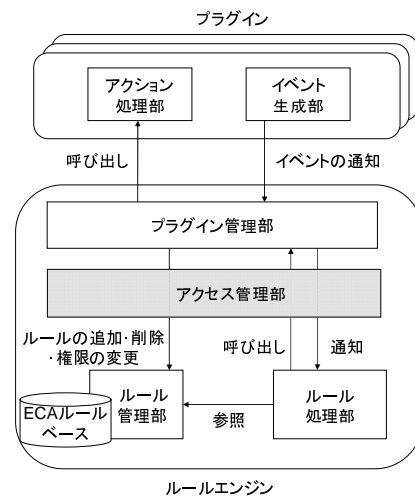 プラグイン
アクション
処理部
イベント
生成部
呼び出し
イベントの通知
プラグイン管理部
アクセス管理部
ルールの追加・削除
・権限の変更
呼び出し
通知
ECAルール
ベース
ルール
管理部
参照
ルール
処理部
ルールエンジン